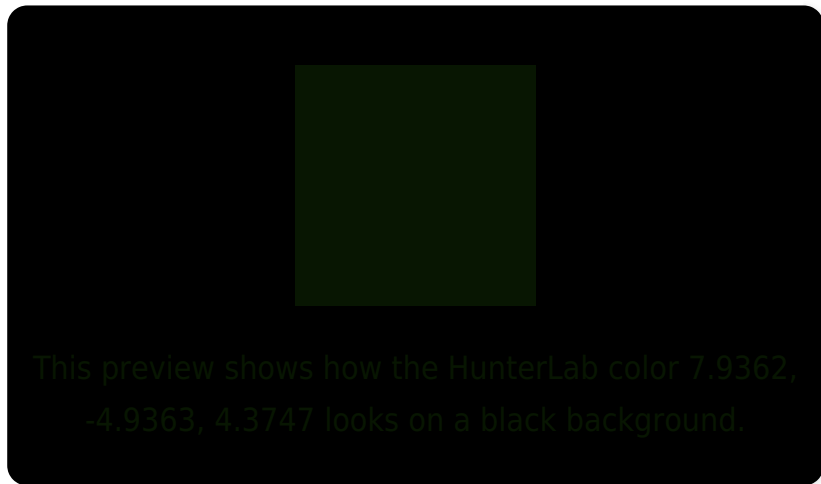 This preview shows how the HunterLab color 7.9362,
-4.9363, 4.3747 looks on a black background.